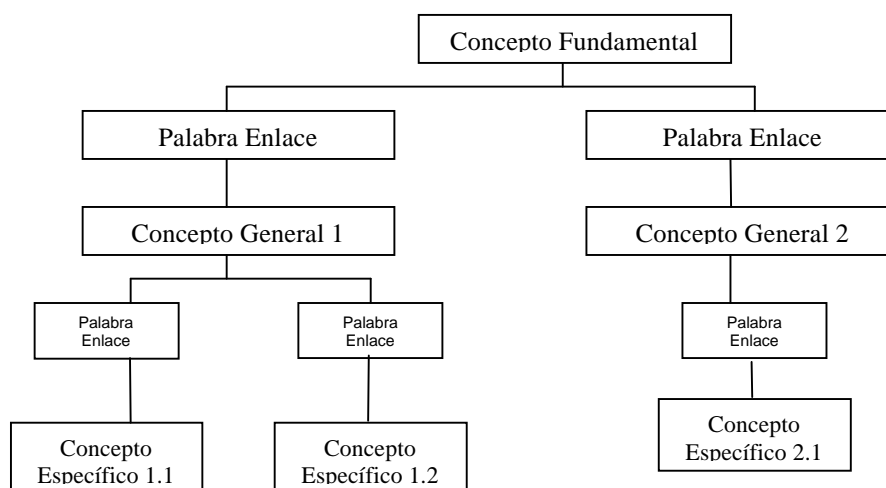 Concepto Fundamental
Palabra Enlace
Palabra Enlace
Concepto General 1
Concepto General 2
Palabra
Enlace
Palabra
Enlace
Palabra
Enlace
Concepto
Específico 1.1
Concepto
Específico 1.2
Concepto
Específico 2.1